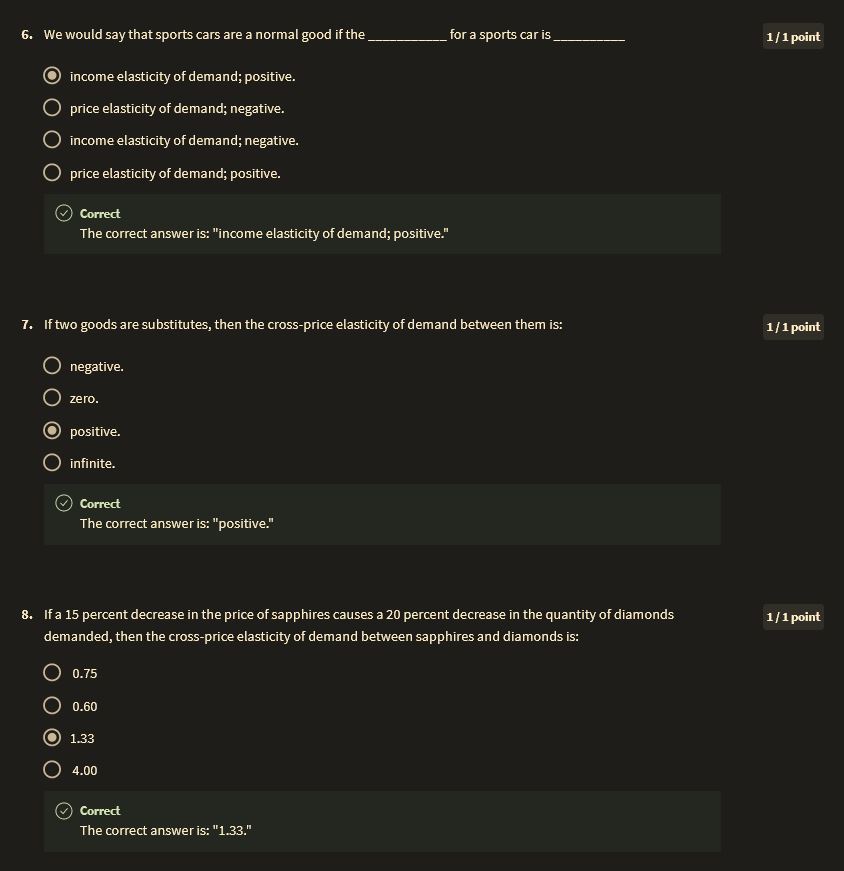 6. We would say that sports cars are a normal good if the ____________ for a sports car is ___________
1 / 1 point
income elasticity of demand; positive.
price elasticity of demand; negative.
income elasticity of demand; negative.
price elasticity of demand; positive.
Correct
The correct answer is: "income elasticity of demand; positive."
7. If two goods are substitutes, then the cross-price elasticity of demand between them is:
1 / 1 point
negative.
zero.
positive.
infinite.
Correct
The correct answer is: "positive."
8. If a 15 percent decrease in the price of sapphires causes a 20 percent decrease in the quantity of diamonds
1 / 1 point
demanded, then the cross-price elasticity of demand between sapphires and diamonds is:
0.75
0.60
1.33
4.00
Correct
The correct answer is: "1.33."